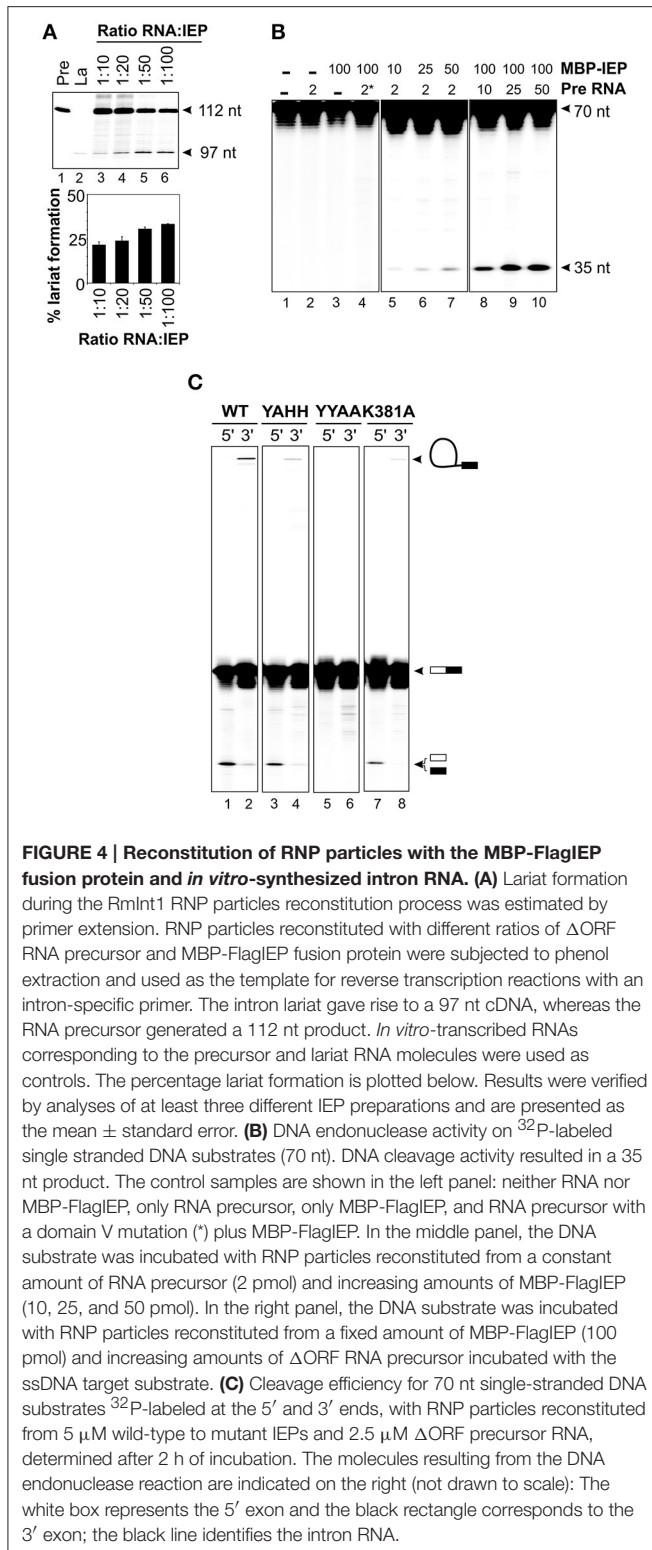 A
Ratio RNA:IEP
Pre
La
1:10
1:20
1:50
1:100
112 nt
97 nt
1 2 3 4 5 6
% lariat formation
50
25
0
1:10
1:20
1:50
1:100
Ratio RNA:IEP
B
– – 100 100 10 25 50 100 100 100 MBP-IEP
– 2 – 2* 2 2 2 10 25 50 Pre RNA
70 nt
35 nt
1 2 3 4 5 6 7 8 9 10
C
WT YAHH YYAA K381A
5' 3' 5' 3' 5' 3' 5' 3'
1 2 3 4 5 6 7 8
FIGURE 4 | Reconstitution of RNP particles with the MBP-FlagIEP
fusion protein and in vitro-synthesized intron RNA. (A) Lariat formation
during the RmInt1 RNP particles reconstitution process was estimated by
primer extension. RNP particles reconstituted with different ratios of ΔORF
RNA precursor and MBP-FlagIEP fusion protein were subjected to phenol
extraction and used as the template for reverse transcription reactions with an
intron-specific primer. The intron lariat gave rise to a 97 nt cDNA, whereas the
RNA precursor generated a 112 nt product. In vitro-transcribed RNAs
corresponding to the precursor and lariat RNA molecules were used as
controls. The percentage lariat formation is plotted below. Results were verified
by analyses of at least three different IEP preparations and are presented as
the mean ± standard error. (B) DNA endonuclease activity on ³²P-labeled
single stranded DNA substrates (70 nt). DNA cleavage activity resulted in a 35
nt product. The control samples are shown in the left panel: neither RNA nor
MBP-FlagIEP, only RNA precursor, only MBP-FlagIEP, and RNA precursor with
a domain V mutation (*) plus MBP-FlagIEP. In the middle panel, the DNA
substrate was incubated with RNP particles reconstituted from a constant
amount of RNA precursor (2 pmol) and increasing amounts of MBP-FlagIEP
(10, 25, and 50 pmol). In the right panel, the DNA substrate was incubated
with RNP particles reconstituted from a fixed amount of MBP-FlagIEP (100
pmol) and increasing amounts of ΔORF RNA precursor incubated with the
ssDNA target substrate. (C) Cleavage efficiency for 70 nt single-stranded DNA
substrates ³²P-labeled at the 5′ and 3′ ends, with RNP particles reconstituted
from 5 μM wild-type to mutant IEPs and 2.5 μM ΔORF precursor RNA,
determined after 2 h of incubation. The molecules resulting from the DNA
endonuclease reaction are indicated on the right (not drawn to scale): The
white box represents the 5′ exon and the black rectangle corresponds to the
3′ exon; the black line identifies the intron RNA.